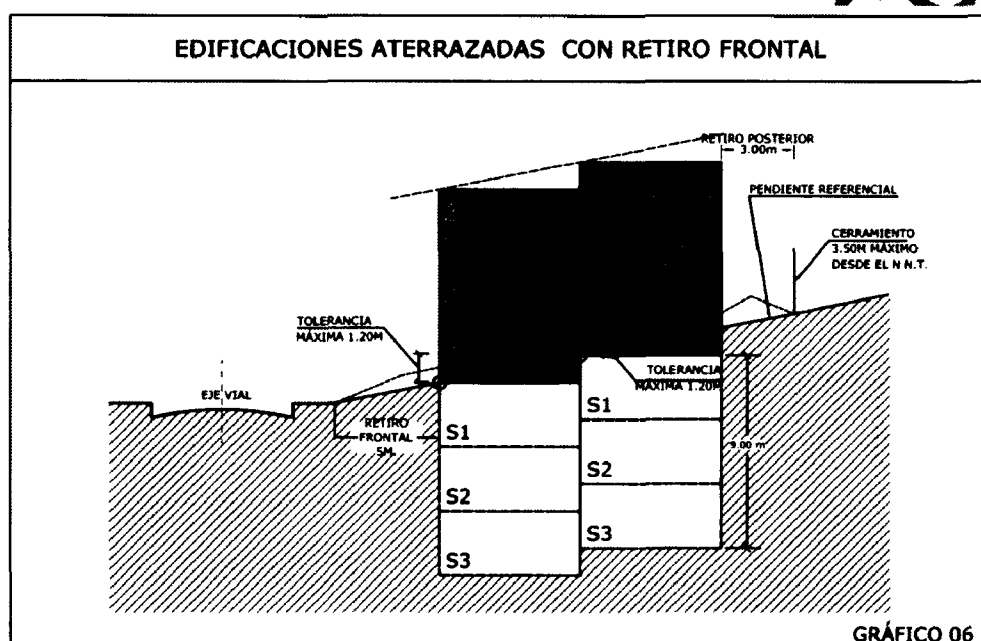 EDIFICACIONES ATERRAZADAS CON RETIRO FRONTAL
RETIRO POSTERIOR
3.00m
PENDIENTE REFERENCIAL
CERRAMIENTO
3.50M MÁXIMO
DESDE EL N N.T.
TOLERANCIA
MÁXIMA 1.20M
TOLERANCIA
MÁXIMA 1.20M
EJE VIAL
RETIRO
FRONTAL
5M.
S1
S2
S3
S1
S2
S3
9.00 m
GRÁFICO 06